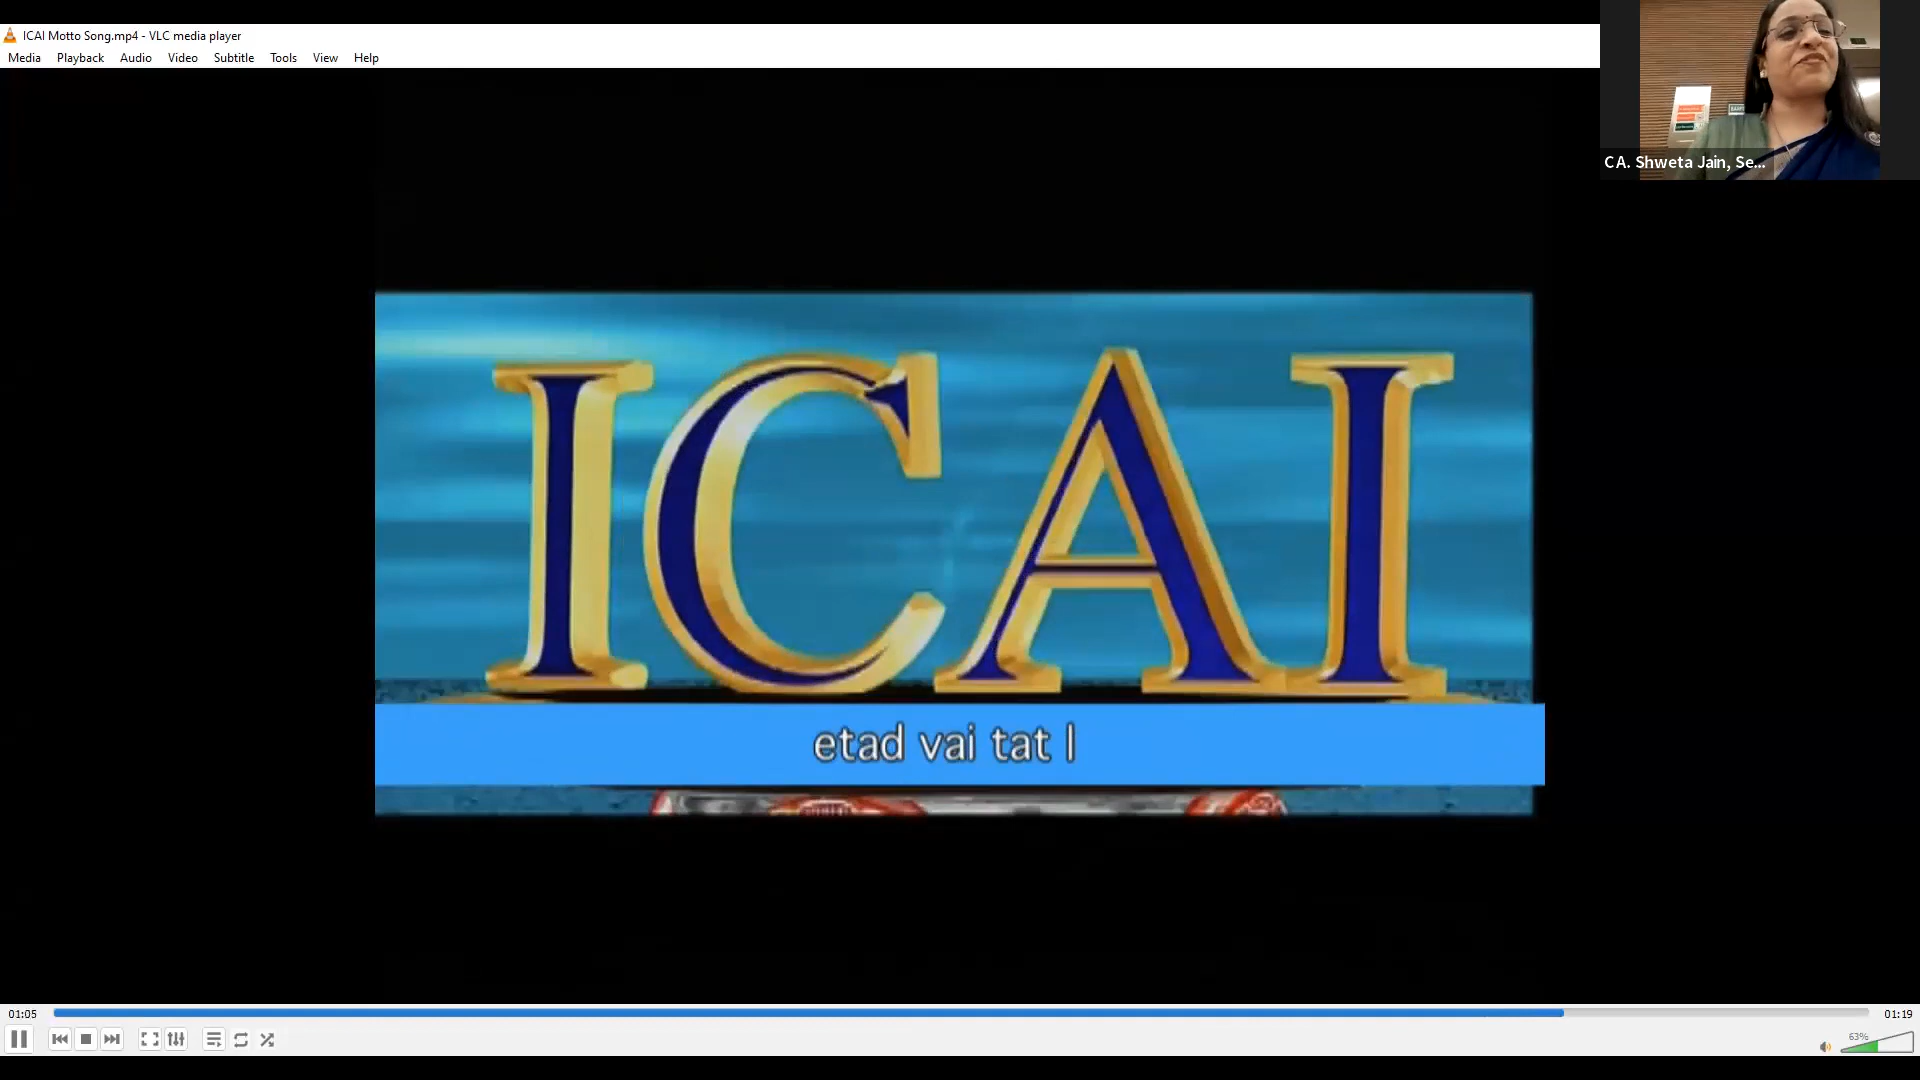 ICAI Motto Song.mp4 - VLC media player
Media Playback Audio Video Subtitle Tools View Help
CA. Shweta Jain, Se...
ICAI
etad vai tat l
01:05
01:19
63%